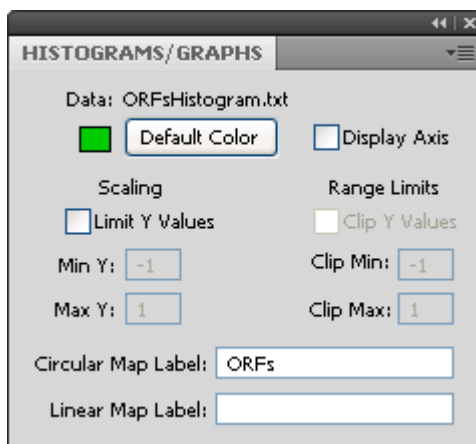 HISTOGRAMS/GRAPHS
Data: ORFsHistogram.txt
Default Color Display Axis
Scaling Range Limits
Limit Y Values Clip Y Values
Min Y: -1 Clip Min: -1
Max Y: 1 Clip Max: 1
Circular Map Label: ORFs
Linear Map Label: